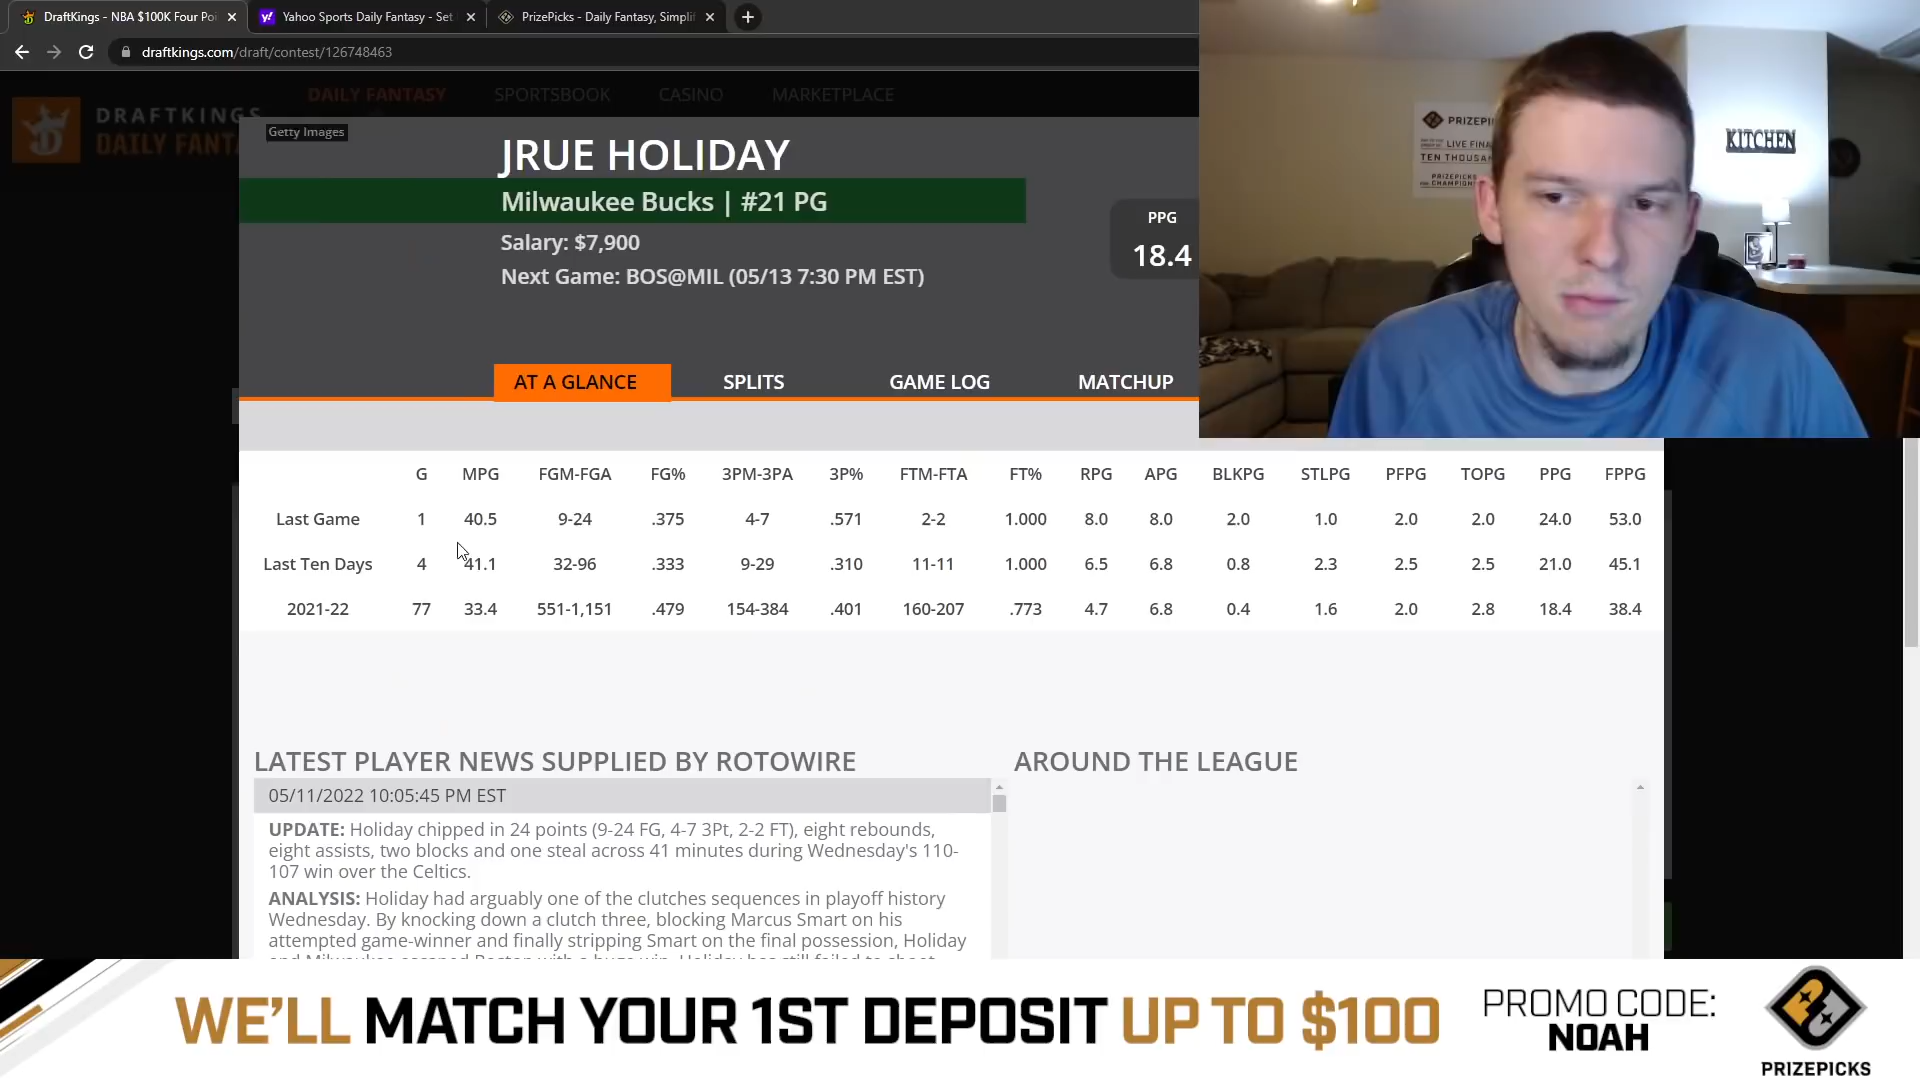 DraftKings - NBA $100K Four Poi
Yahoo Sports Daily Fantasy - Set
PrizePicks - Daily Fantasy, Simplif
draftkings.com/draft/contest/126748463
DAILY FANTASY SPORTSBOOK CASINO MARKETPLACE
DRAFTKINGS
DAILY FANTA
Getty Images
JRUE HOLIDAY
Milwaukee Bucks | #21 PG
Salary: $7,900
Next Game: BOS@MIL (05/13 7:30 PM EST)
PPG
18.4
AT A GLANCE SPLITS GAME LOG MATCHUP
G MPG FGM-FGA FG% 3PM-3PA 3P% FTM-FTA FT% RPG APG BLKPG STLPG PFPG TOPG PPG FPPG
Last Game 1 40.5 9-24 .375 4-7 .571 2-2 1.000 8.0 8.0 2.0 1.0 2.0 2.0 24.0 53.0
Last Ten Days 4 41.1 32-96 .333 9-29 .310 11-11 1.000 6.5 6.8 0.8 2.3 2.5 2.5 21.0 45.1
2021-22 77 33.4 551-1,151 .479 154-384 .401 160-207 .773 4.7 6.8 0.4 1.6 2.0 2.8 18.4 38.4
LATEST PLAYER NEWS SUPPLIED BY ROTOWIRE
AROUND THE LEAGUE
05/11/2022 10:05:45 PM EST
UPDATE: Holiday chipped in 24 points (9-24 FG, 4-7 3Pt, 2-2 FT), eight rebounds,
eight assists, two blocks and one steal across 41 minutes during Wednesday's 110-
107 win over the Celtics.
ANALYSIS: Holiday had arguably one of the clutches sequences in playoff history
Wednesday. By knocking down a clutch three, blocking Marcus Smart on his
attempted game-winner and finally stripping Smart on the final possession, Holiday
PRIZEPI
LIVE FINA
TEN THOUSAN
PRIZEPICKS
CHAMPION
KITCHEN
WE'LL MATCH YOUR 1ST DEPOSIT UP TO $100
PROMO CODE:
NOAH
PRIZEPICKS